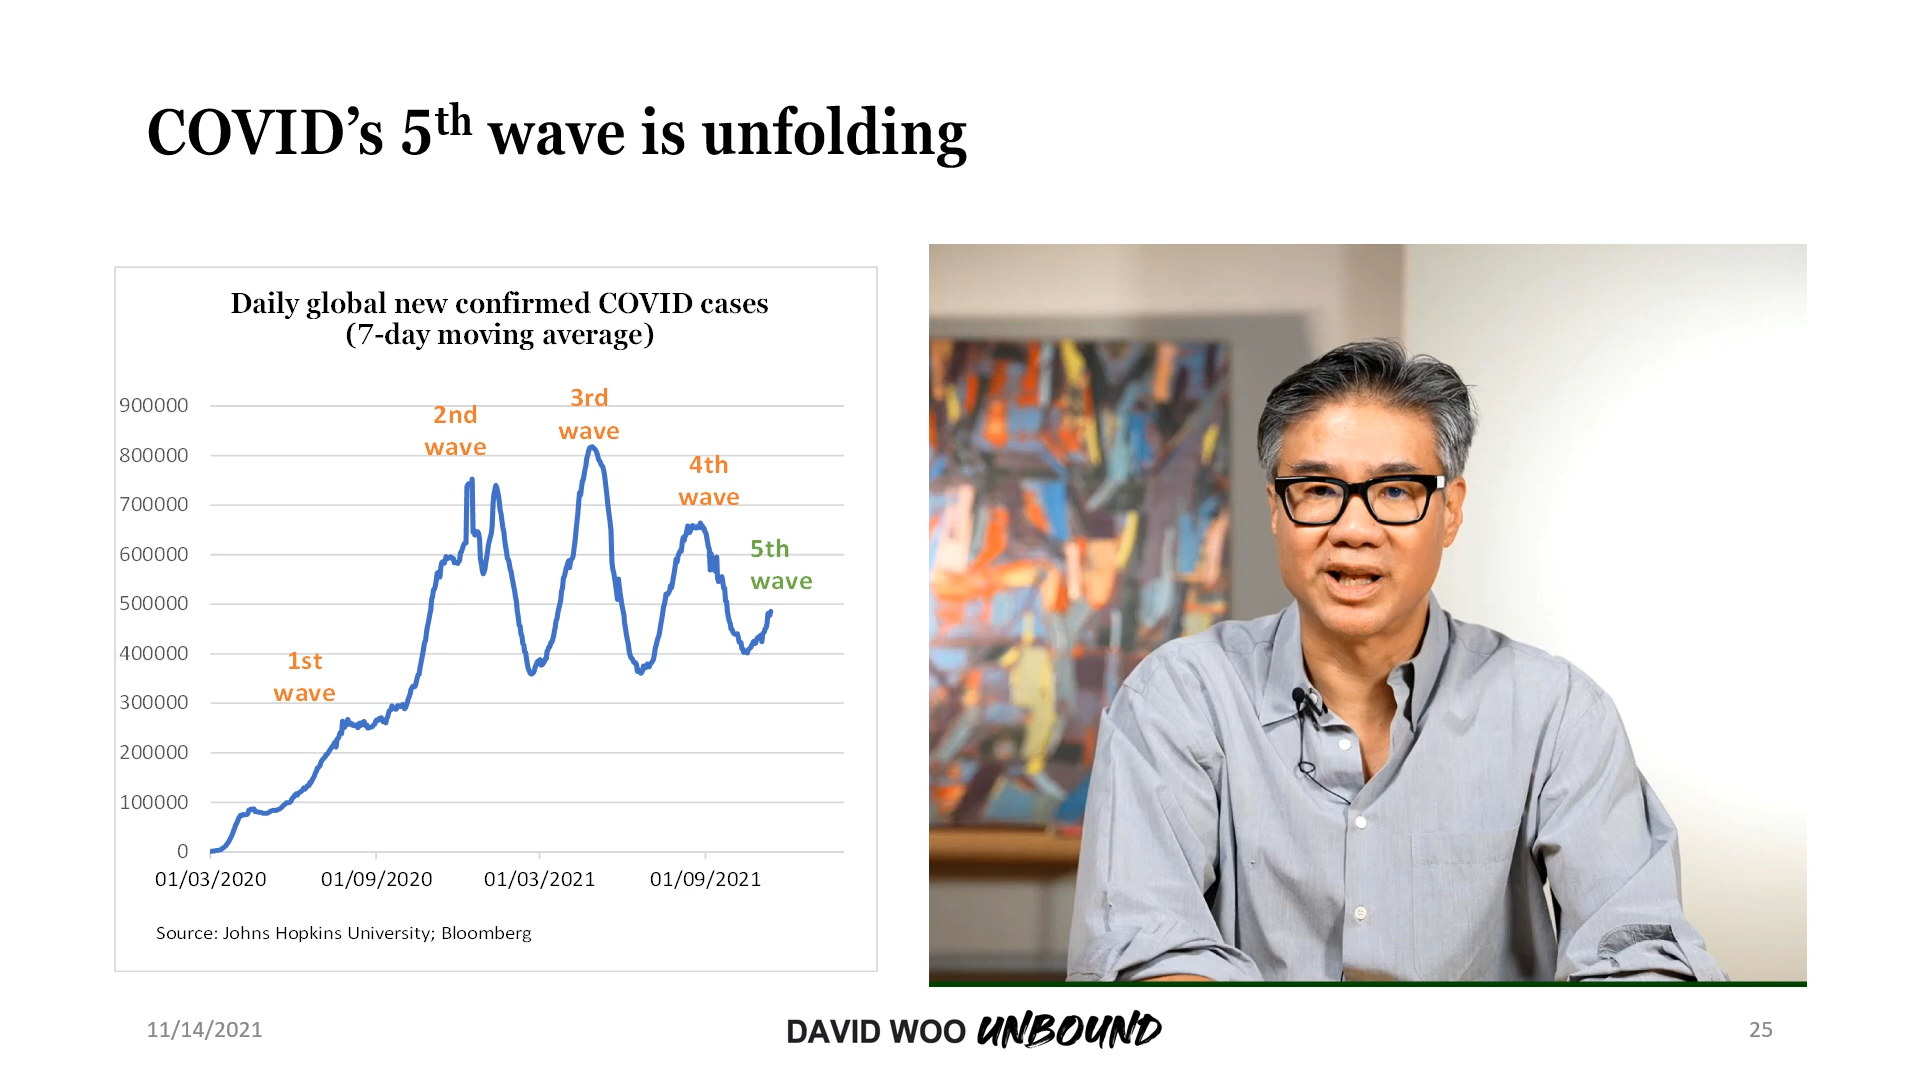 COVID’s 5th wave is unfolding
Daily global new confirmed COVID cases
(7-day moving average)
900000
800000
700000
600000
500000
400000
300000
200000
100000
0
1st
wave
2nd
wave
3rd
wave
4th
wave
5th
wave
01/03/2020
01/09/2020
01/03/2021
01/09/2021
Source: Johns Hopkins University; Bloomberg
11/14/2021
DAVID WOO UNBOUND
25